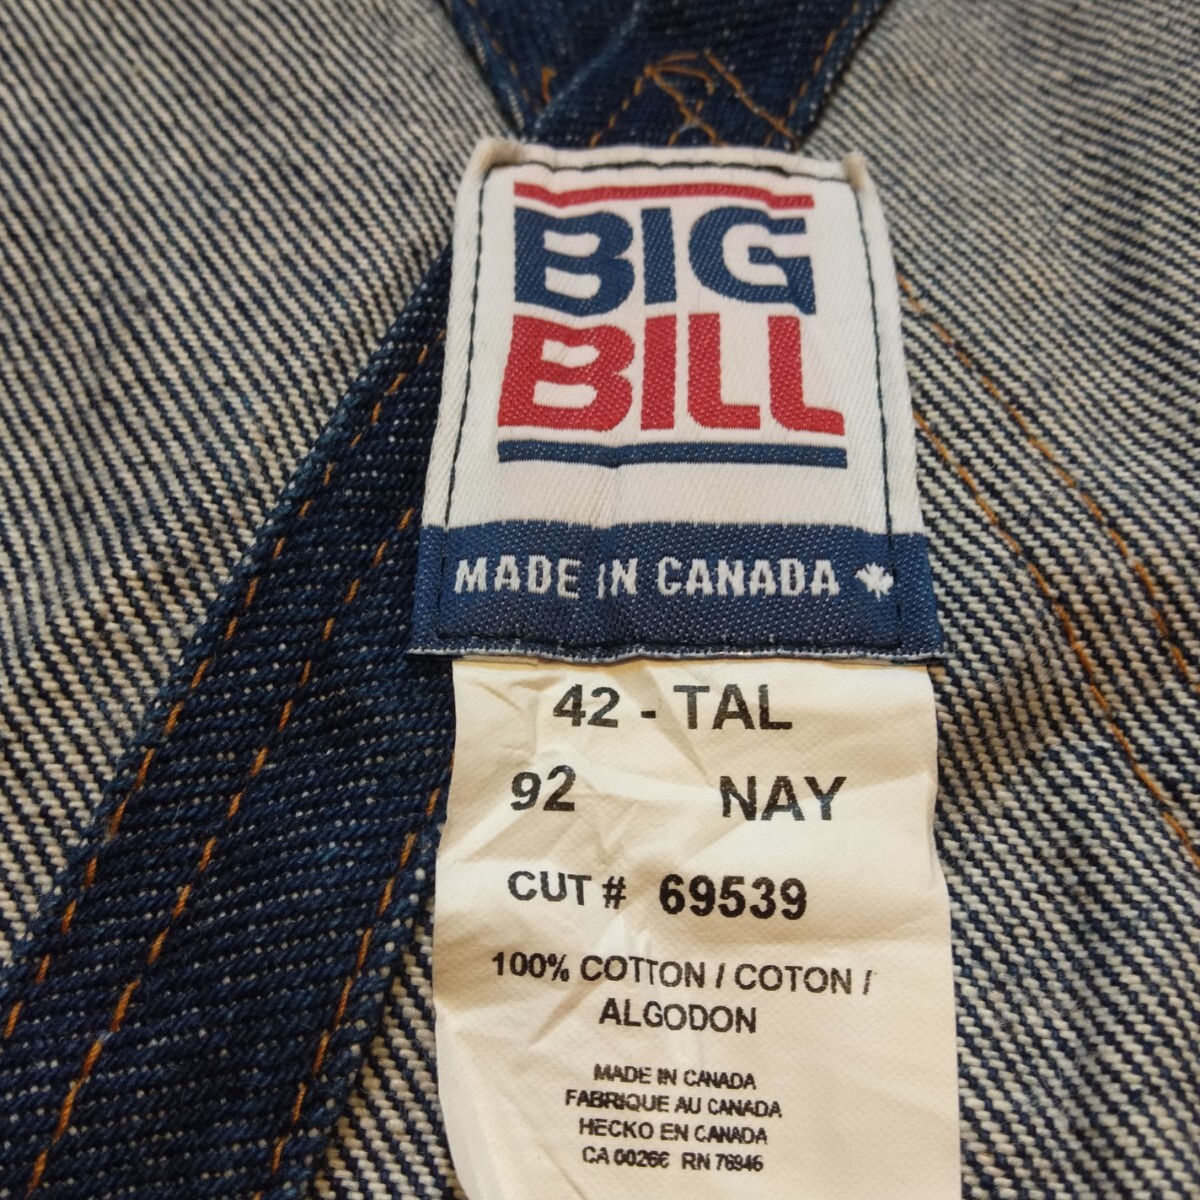 BIG
BILL
MADE IN CANADA
42 - TAL
92 NAY
CUT # 69539
100% COTTON / COTON /
ALGODON
MADE IN CANADA
FABRIQUE AU CANADA
HECKO EN CANADA
CA 00266 RN 76946